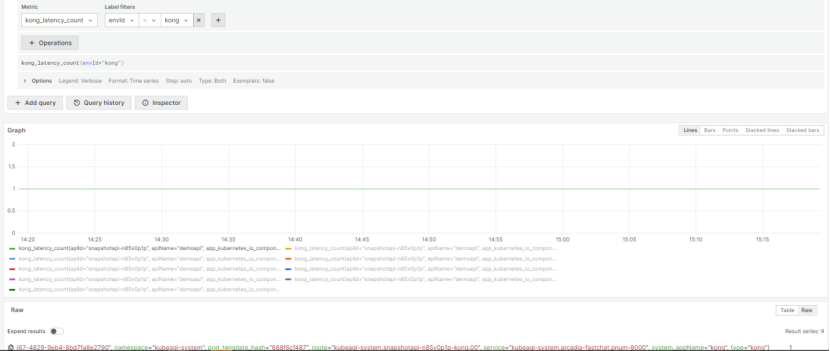 Metric Label filters
kong_latency_count envId = kong × +
+ Operations
kong_latency_count{envId="kong"}
› Options Legend: Verbose Format: Time series Step: auto Type: Both Exemplars: false
+ Add query Query history Inspector
Graph Lines Bars Points Stacked lines Stacked bars
2
1.5
1
0.5
0
14:20 14:25 14:30 14:35 14:40 14:45 14:50 14:55 15:00 15:05 15:10 15:15
kong_latency_count{apiId="snapshotapi-n85v0p1p", apiName="demoapi", app_kubernetes_io_compon... kong_latency_count{apiId="snapshotapi-n85v0p1p", apiName="demoapi", app_kubernetes_io_compon...
kong_latency_count{apiId="snapshotapi-n85v0p1p", apiName="demoapi", app_kubernetes_io_compon... kong_latency_count{apiId="snapshotapi-n85v0p1p", apiName="demoapi", app_kubernetes_io_compon...
kong_latency_count{apiId="snapshotapi-n85v0p1p", apiName="demoapi", app_kubernetes_io_compon... kong_latency_count{apiId="snapshotapi-n85v0p1p", apiName="demoapi", app_kubernetes_io_compon...
kong_latency_count{apiId="snapshotapi-n85v0p1p", apiName="demoapi", app_kubernetes_io_compon... kong_latency_count{apiId="snapshotapi-n85v0p1p", apiName="demoapi", app_kubernetes_io_compon...
kong_latency_count{apiId="snapshotapi-n85v0p1p", apiName="demoapi", app_kubernetes_io_compon...
Raw Table Raw
Expand results Result series: 9
namespace="kubeagi-system", pod_template_hash="688f6cf487", route="kubeagi-system.snapshotapi-n85v0p1p-kong.00", service="kubeagi-system.arcadia-fastchat.pnum-8000", system_appName="kong", type="kong"} 1